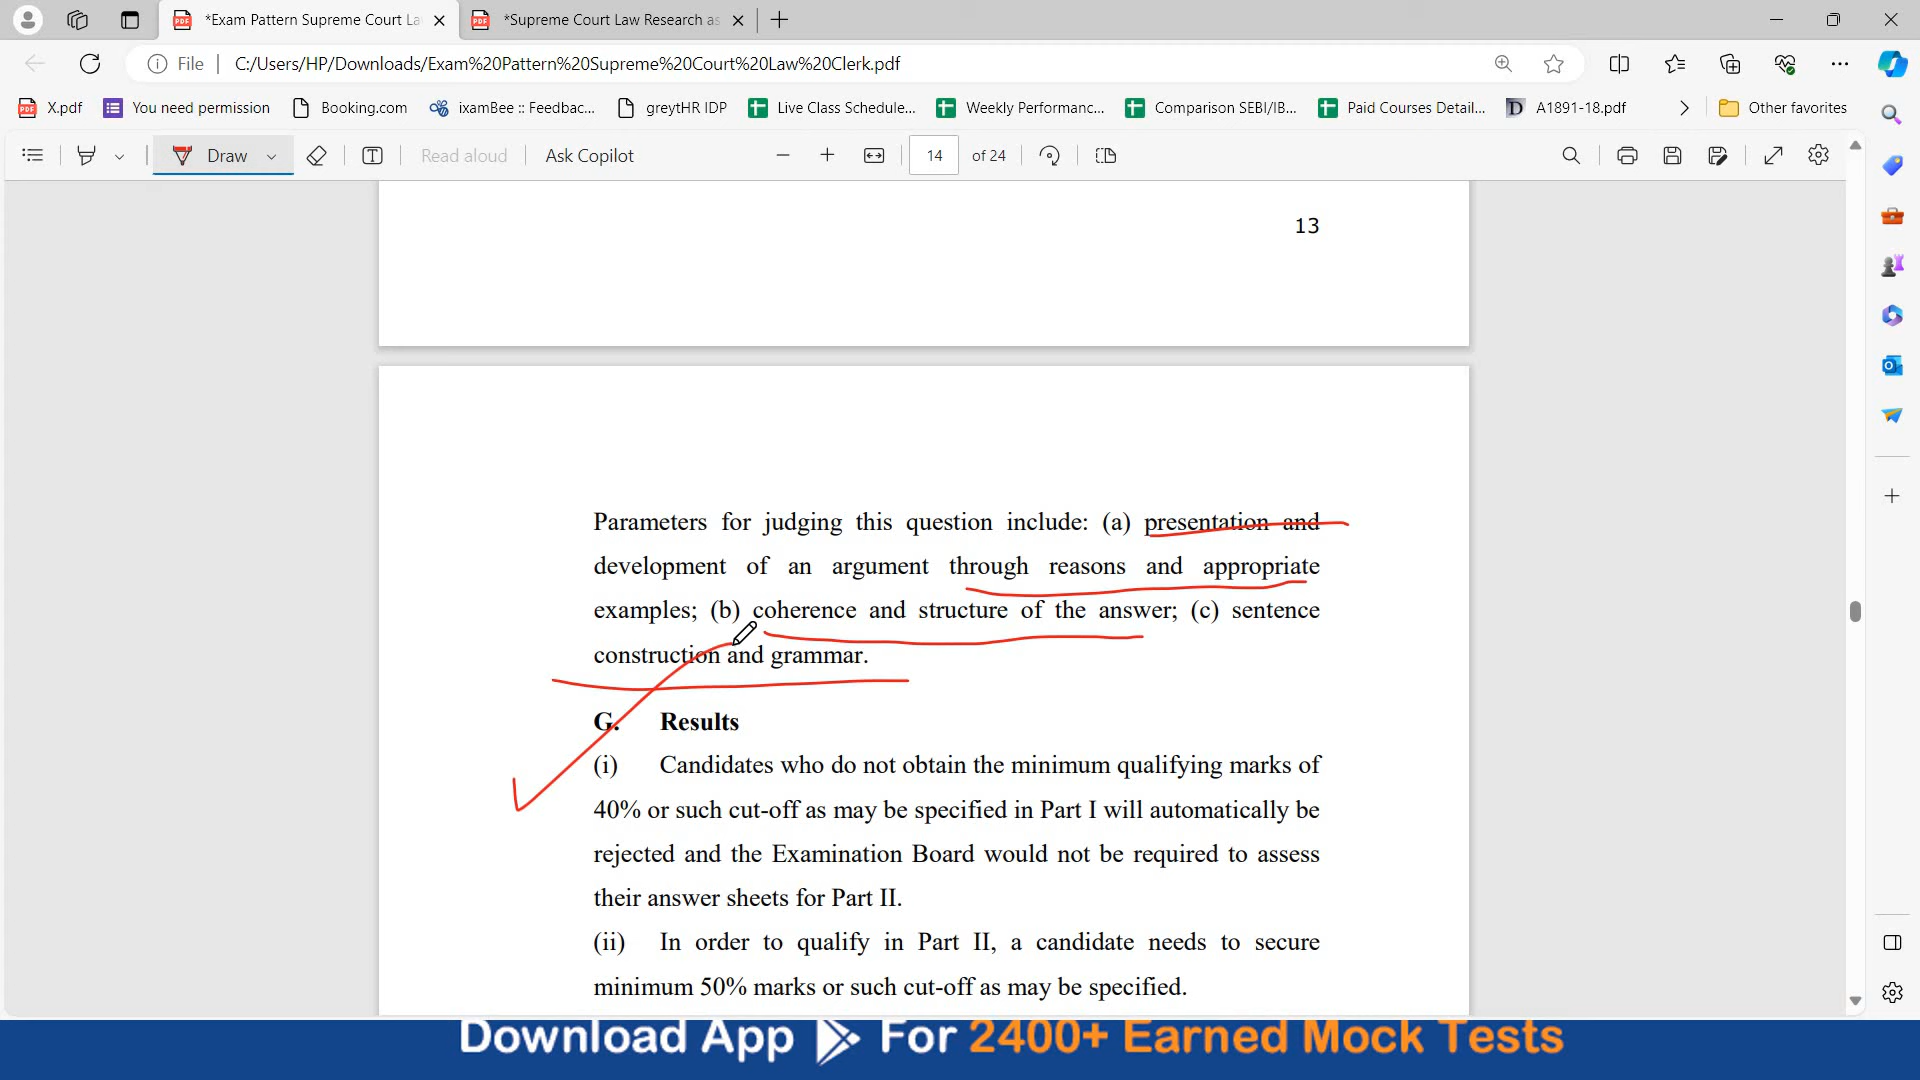 *Exam Pattern Supreme Court La
*Supreme Court Law Research as
File
C:/Users/HP/Downloads/Exam%20Pattern%20Supreme%20Court%20Law%20Clerk.pdf
X.pdf
You need permission
Booking.com
ixamBee :: Feedbac...
greytHR IDP
Live Class Schedule...
Weekly Performanc...
Comparison SEBI/IB...
Paid Courses Detail...
A1891-18.pdf
Other favorites
Draw
Read aloud
Ask Copilot
14 of 24
13
Parameters for judging this question include: (a) presentation and
development of an argument through reasons and appropriate
examples; (b) coherence and structure of the answer; (c) sentence
construction and grammar.
G. Results
(i) Candidates who do not obtain the minimum qualifying marks of
40% or such cut-off as may be specified in Part I will automatically be
rejected and the Examination Board would not be required to assess
their answer sheets for Part II.
(ii) In order to qualify in Part II, a candidate needs to secure
minimum 50% marks or such cut-off as may be specified.
Download App For 2400+ Earned Mock Tests